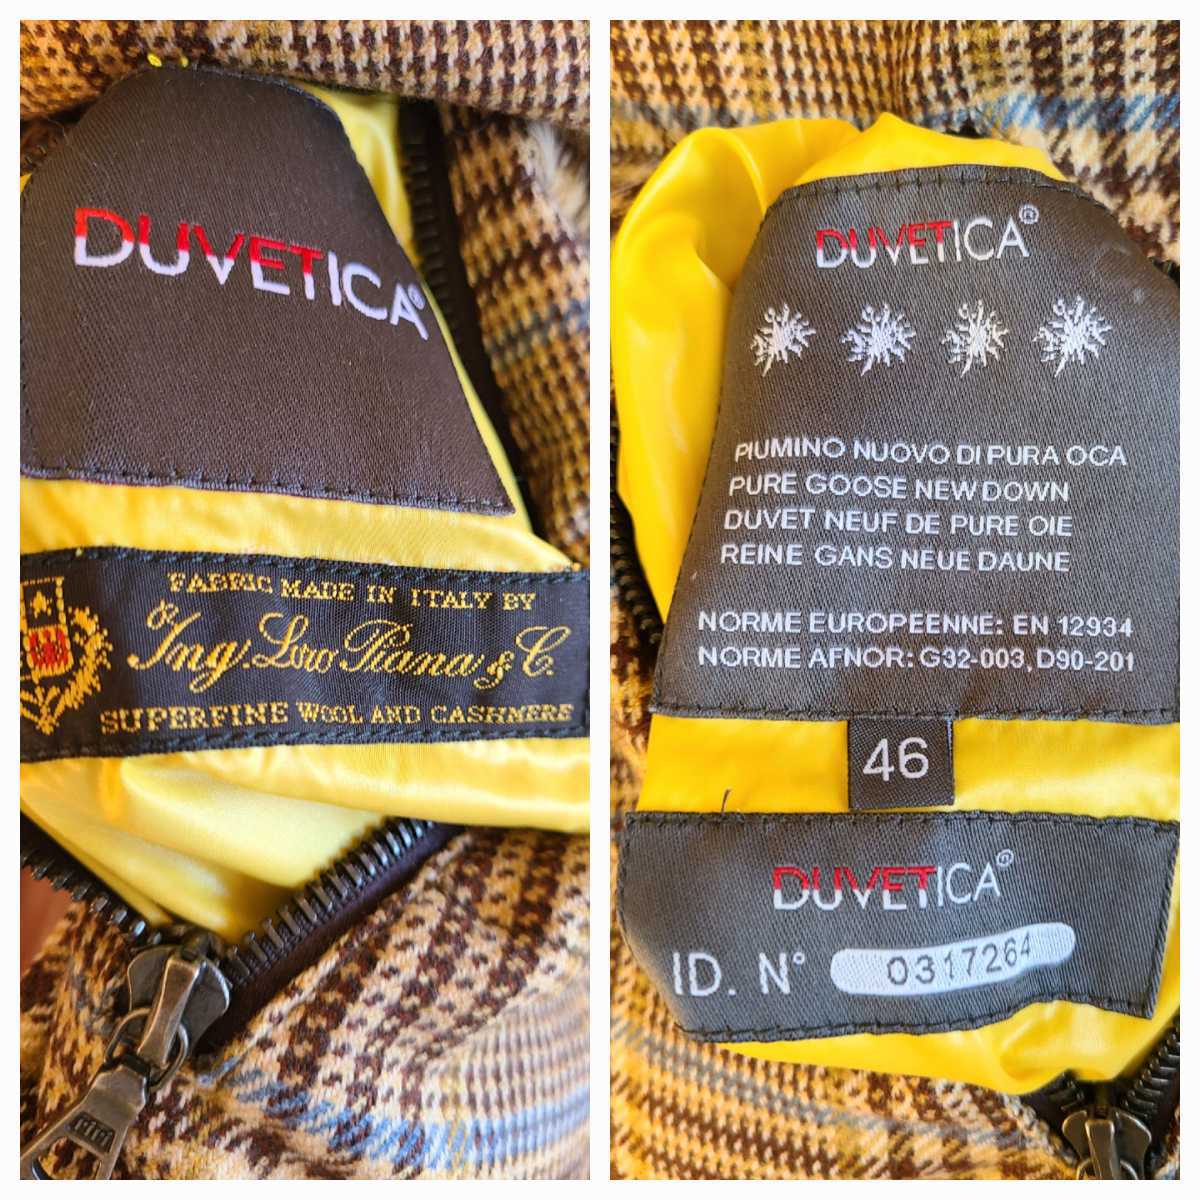 DUVETICA®
FABRIC MADE IN ITALY BY
Ing. Loro Piana & C.
SUPERFINE WOOL AND CASHMERE
riri
DUVETICA®
PIUMINO NUOVO DI PURA OCA
PURE GOOSE NEW DOWN
DUVET NEUF DE PURE OIE
REINE GANS NEUE DAUNE
NORME EUROPEENNE: EN 12934
NORME AFNOR: G32-003, D90-201
46
DUVETICA®
ID. N° 0317264